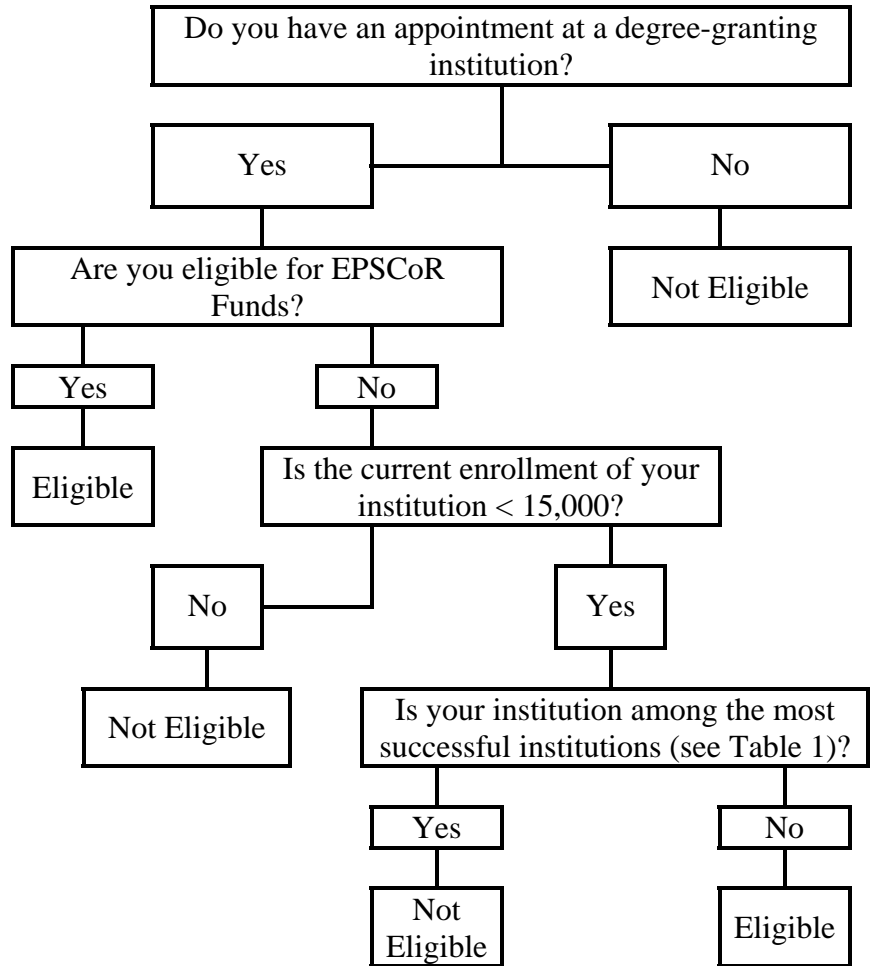 Do you have an appointment at a degree-granting
institution?
Yes
No
Are you eligible for EPSCoR
Funds?
Not Eligible
Yes
No
Eligible
Is the current enrollment of your
institution < 15,000?
No
Yes
Not Eligible
Is your institution among the most
successful institutions (see Table 1)?
Yes
No
Not
Eligible
Eligible